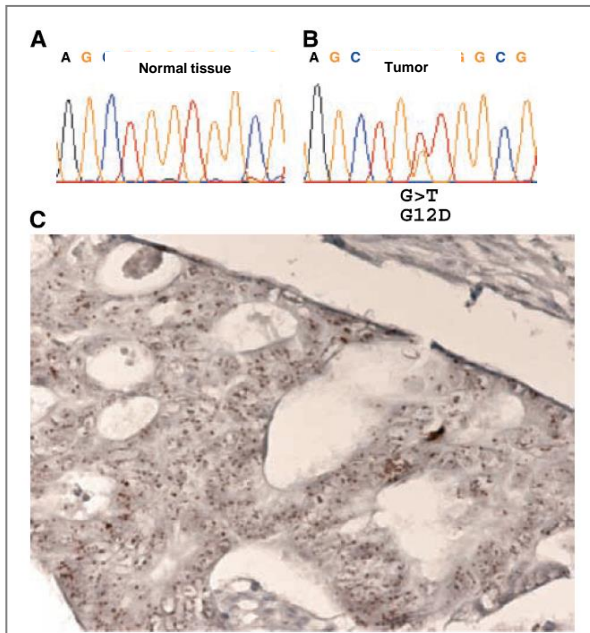 A
B
A G C
Normal tissue
A G C
Tumor
G G C G
G>T
G12D
C